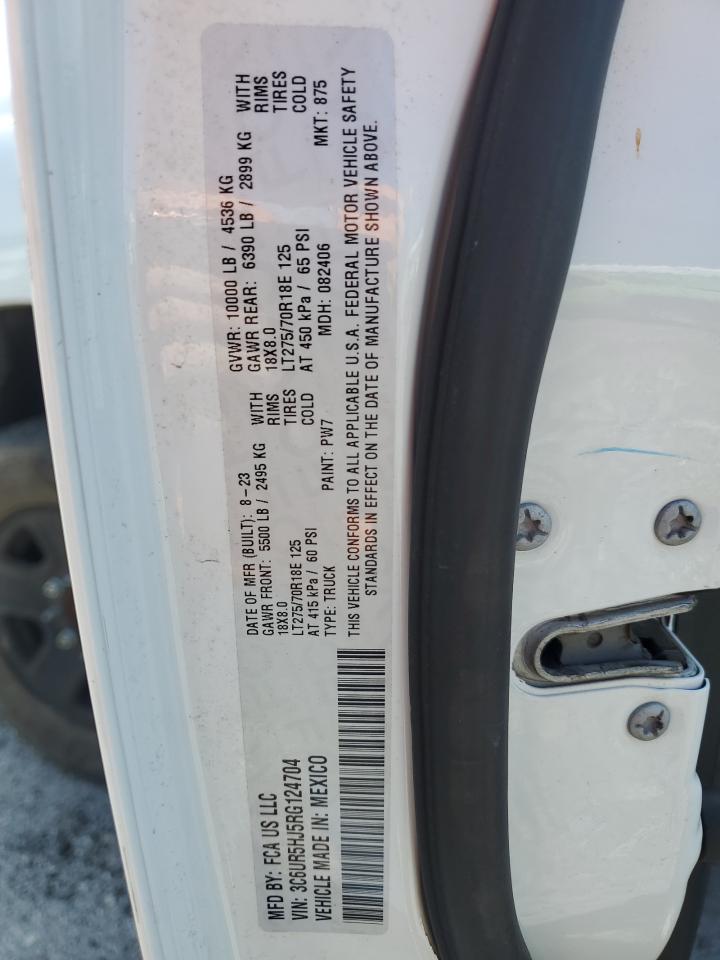 MFD BY: FCA US LLC
VIN: 3C6UR5HJ5RG124704
VEHICLE MADE IN: MEXICO
DATE OF MFR (BUILT): 8-23 GVWR: 10000 LB / 4536 KG
GAWR FRONT: 5500 LB / 2495 KG WITH GAWR REAR: 6390 LB / 2899 KG WITH
18X8.0 RIMS 18X8.0 RIMS
LT275/70R18E 125 TIRES LT275/70R18E 125 TIRES
AT 415 kPa / 60 PSI COLD AT 450 kPa / 65 PSI COLD
TYPE: TRUCK PAINT: PW7 MDH: 082406 MKT: 875
THIS VEHICLE CONFORMS TO ALL APPLICABLE U.S.A. FEDERAL MOTOR VEHICLE SAFETY
STANDARDS IN EFFECT ON THE DATE OF MANUFACTURE SHOWN ABOVE.